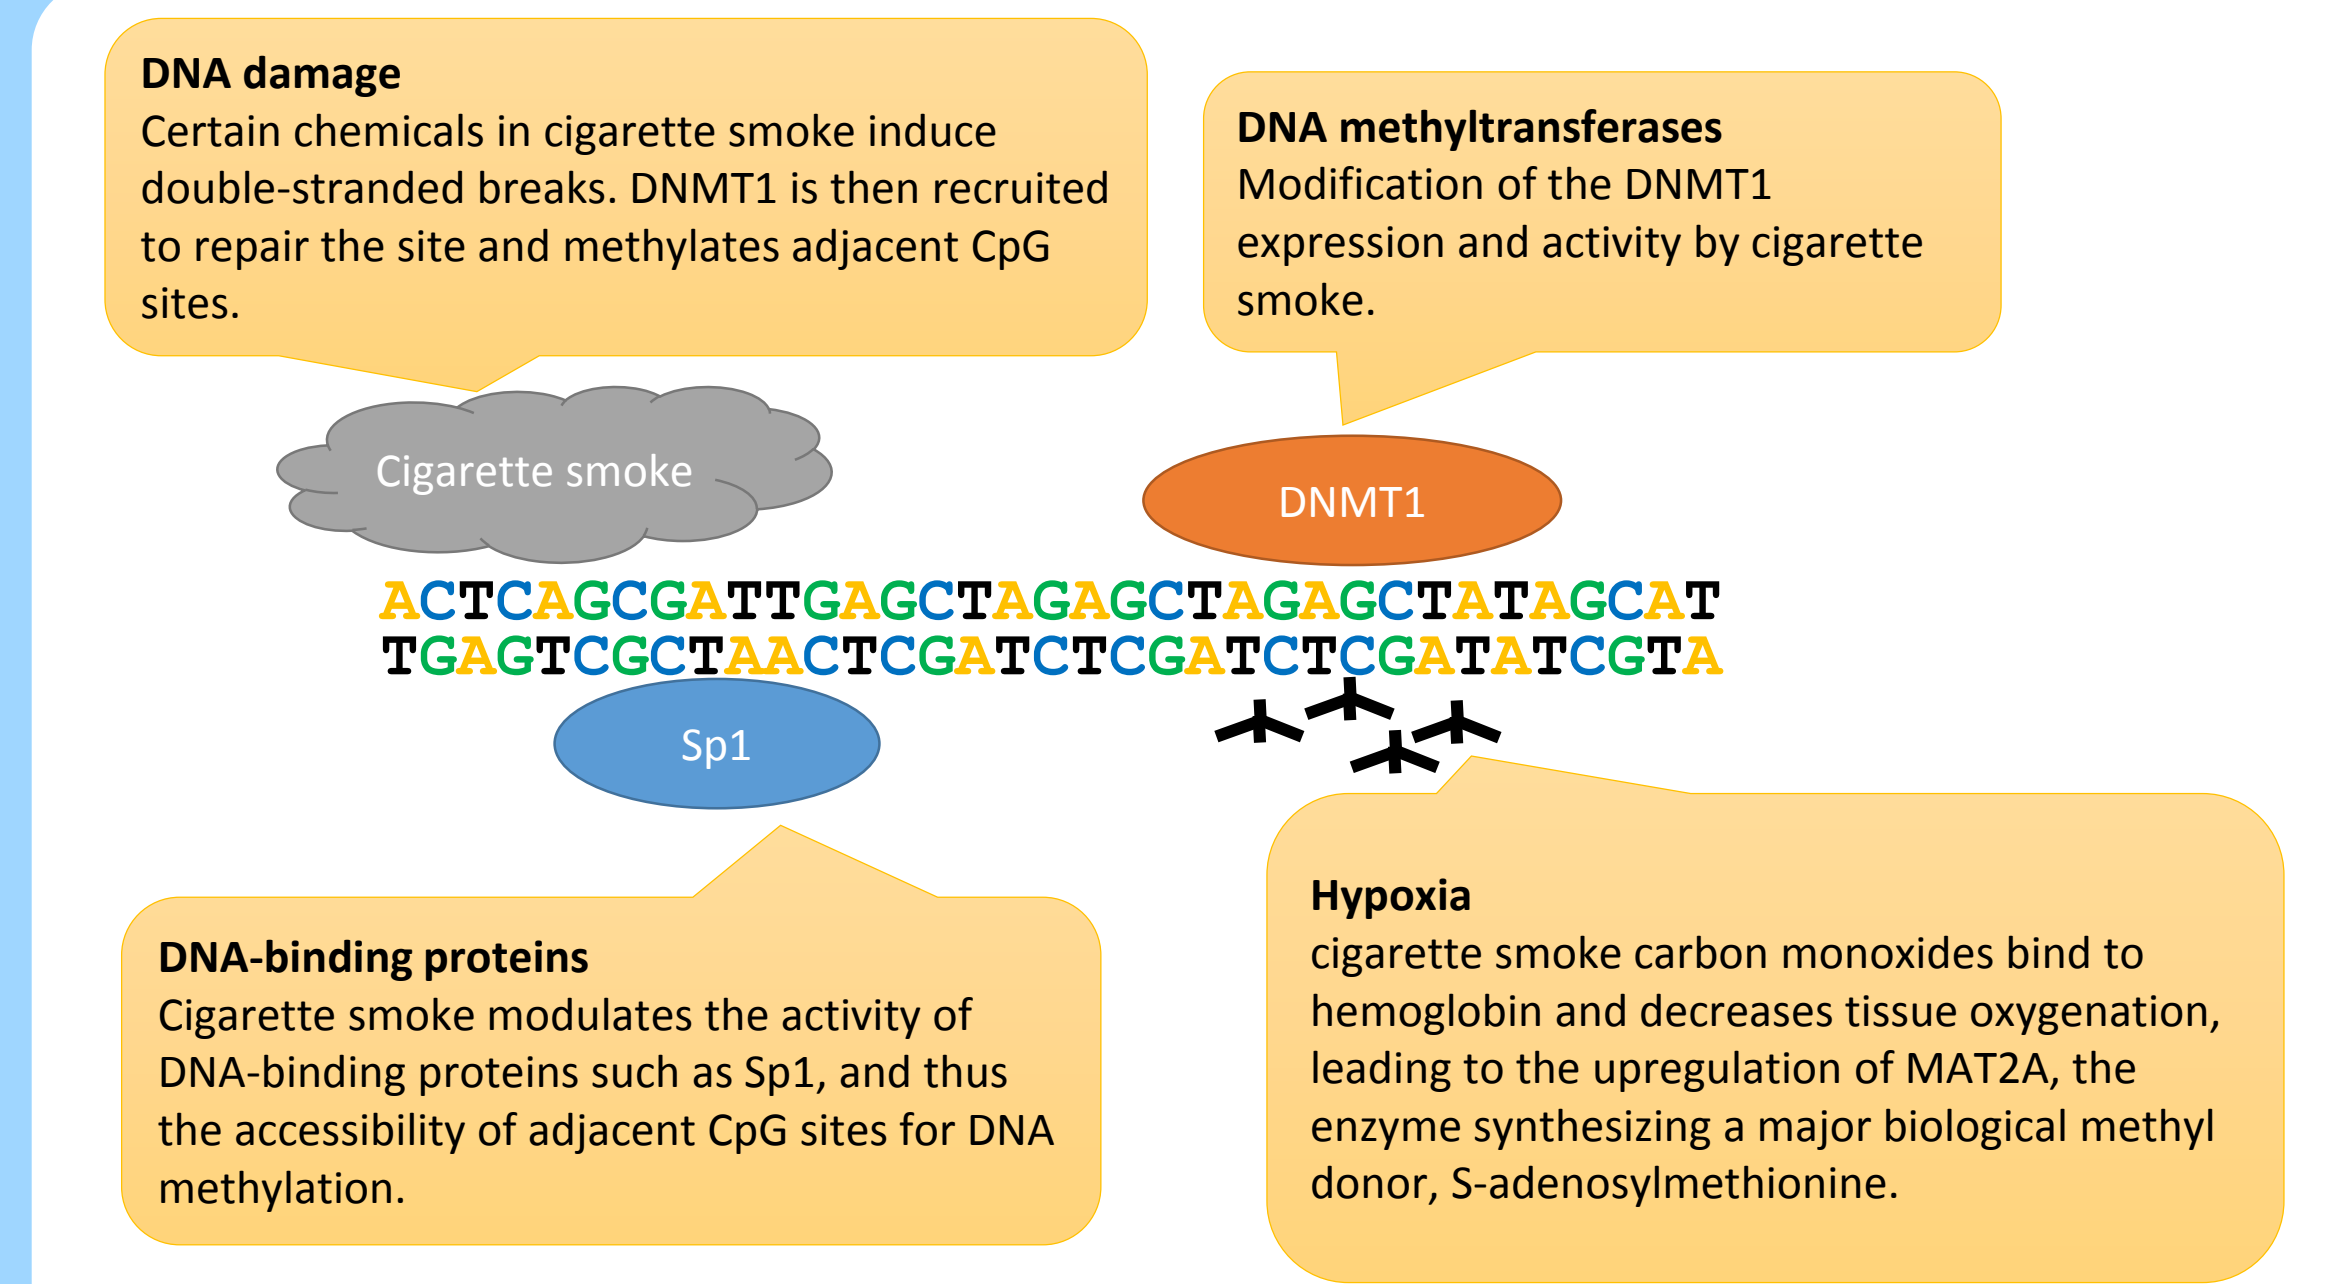 DNA damage
Certain chemicals in cigarette smoke induce
double-stranded breaks. DNMT1 is then recruited
to repair the site and methylates adjacent CpG
sites.
DNA methyltransferases
Modification of the DNMT1
expression and activity by cigarette
smoke.
Cigarette smoke
DNMT1
ACTCAGCGATTGAGCTAGAGCTAGAGCTATAGCAT
TGAGTCGCTAACTCGATCTCGATCTCGATATCGTA
Sp1
DNA-binding proteins
Cigarette smoke modulates the activity of
DNA-binding proteins such as Sp1, and thus
the accessibility of adjacent CpG sites for DNA
methylation.
Hypoxia
cigarette smoke carbon monoxides bind to
hemoglobin and decreases tissue oxygenation,
leading to the upregulation of MAT2A, the
enzyme synthesizing a major biological methyl
donor, S-adenosylmethionine.